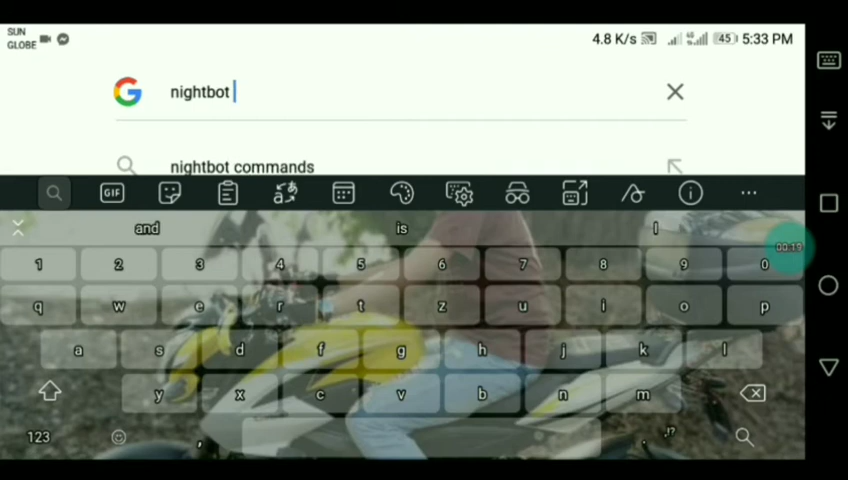 SUN
GLOBE
4.8 K/s 45 5:33 PM
nightbot
nightbot commands
GIF
and is I
00:19
1 2 3 4 5 6 7 8 9 0
q w e r t z u i o p
a s d f g h j k l
y x c v b n m
123 , . ,!?